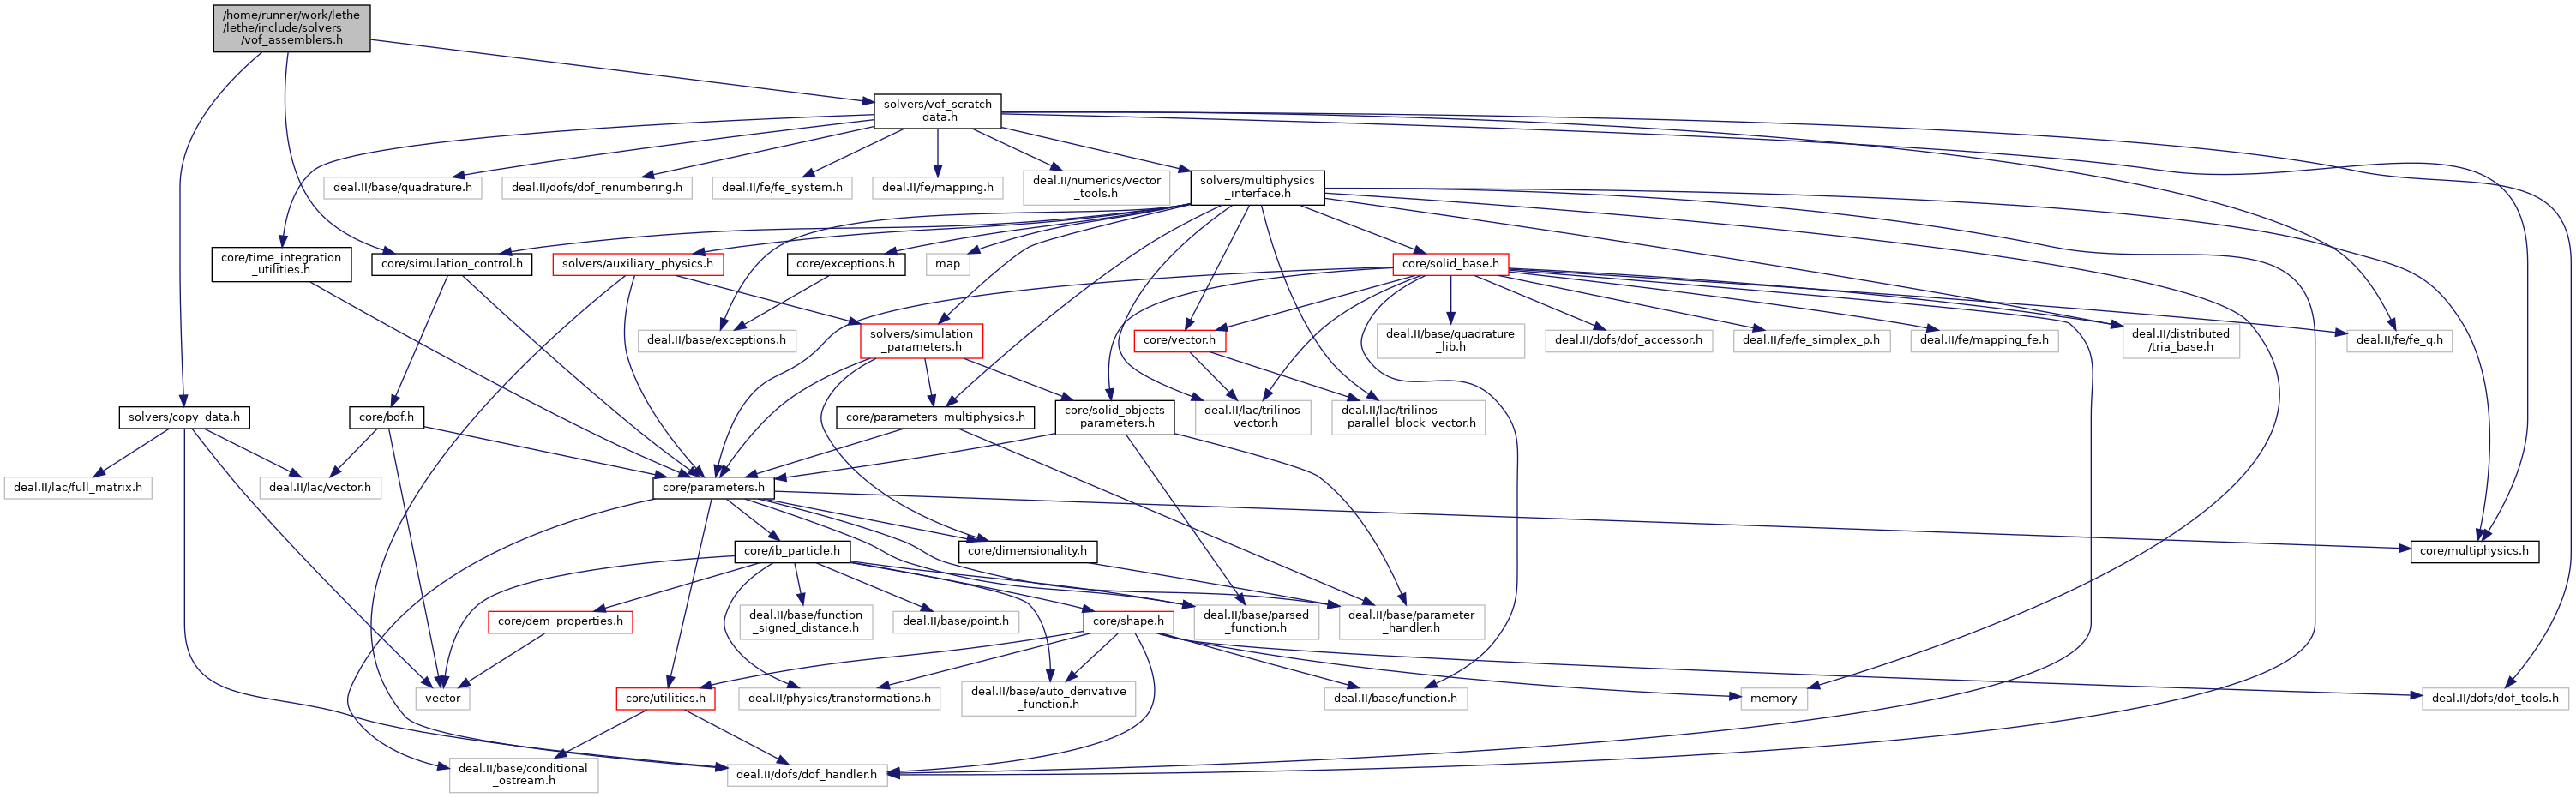 /home/runner/work/lethe
/lethe/include/solvers
/vof_assemblers.h
solvers/vof_scratch
_data.h
deal.II/base/quadrature.h
deal.II/dofs/dof_renumbering.h
deal.II/fe/fe_system.h
deal.II/fe/mapping.h
deal.II/numerics/vector
_tools.h
solvers/multiphysics
_interface.h
core/time_integration
_utilities.h
core/simulation_control.h
solvers/auxiliary_physics.h
core/exceptions.h
map
core/solid_base.h
deal.II/base/exceptions.h
solvers/simulation
_parameters.h
core/vector.h
deal.II/base/quadrature
_lib.h
deal.II/dofs/dof_accessor.h
deal.II/fe/fe_simplex_p.h
deal.II/fe/mapping_fe.h
deal.II/distributed
/tria_base.h
deal.II/fe/fe_q.h
solvers/copy_data.h
core/bdf.h
core/parameters_multiphysics.h
core/solid_objects
_parameters.h
deal.II/lac/trilinos
_vector.h
deal.II/lac/trilinos
_parallel_block_vector.h
deal.II/lac/full_matrix.h
deal.II/lac/vector.h
core/parameters.h
core/ib_particle.h
core/dimensionality.h
core/multiphysics.h
core/dem_properties.h
deal.II/base/function
_signed_distance.h
deal.II/base/point.h
core/shape.h
deal.II/base/parsed
_function.h
deal.II/base/parameter
_handler.h
vector
core/utilities.h
deal.II/physics/transformations.h
deal.II/base/auto_derivative
_function.h
deal.II/base/function.h
memory
deal.II/dofs/dof_tools.h
deal.II/base/conditional
_ostream.h
deal.II/dofs/dof_handler.h